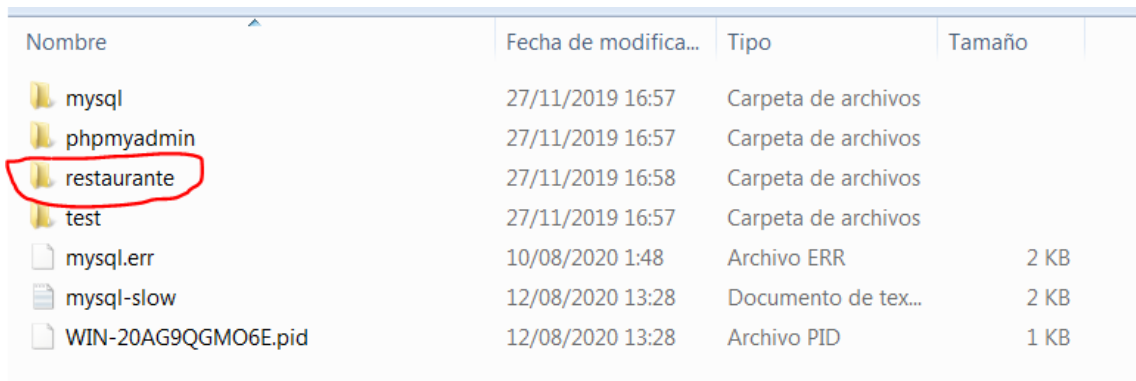 Nombre Fecha de modifica... Tipo Tamaño
mysql 27/11/2019 16:57 Carpeta de archivos
phpmyadmin 27/11/2019 16:57 Carpeta de archivos
restaurante 27/11/2019 16:58 Carpeta de archivos
test 27/11/2019 16:57 Carpeta de archivos
mysql.err 10/08/2020 1:48 Archivo ERR 2 KB
mysql-slow 12/08/2020 13:28 Documento de tex... 2 KB
WIN-20AG9QGMO6E.pid 12/08/2020 13:28 Archivo PID 1 KB